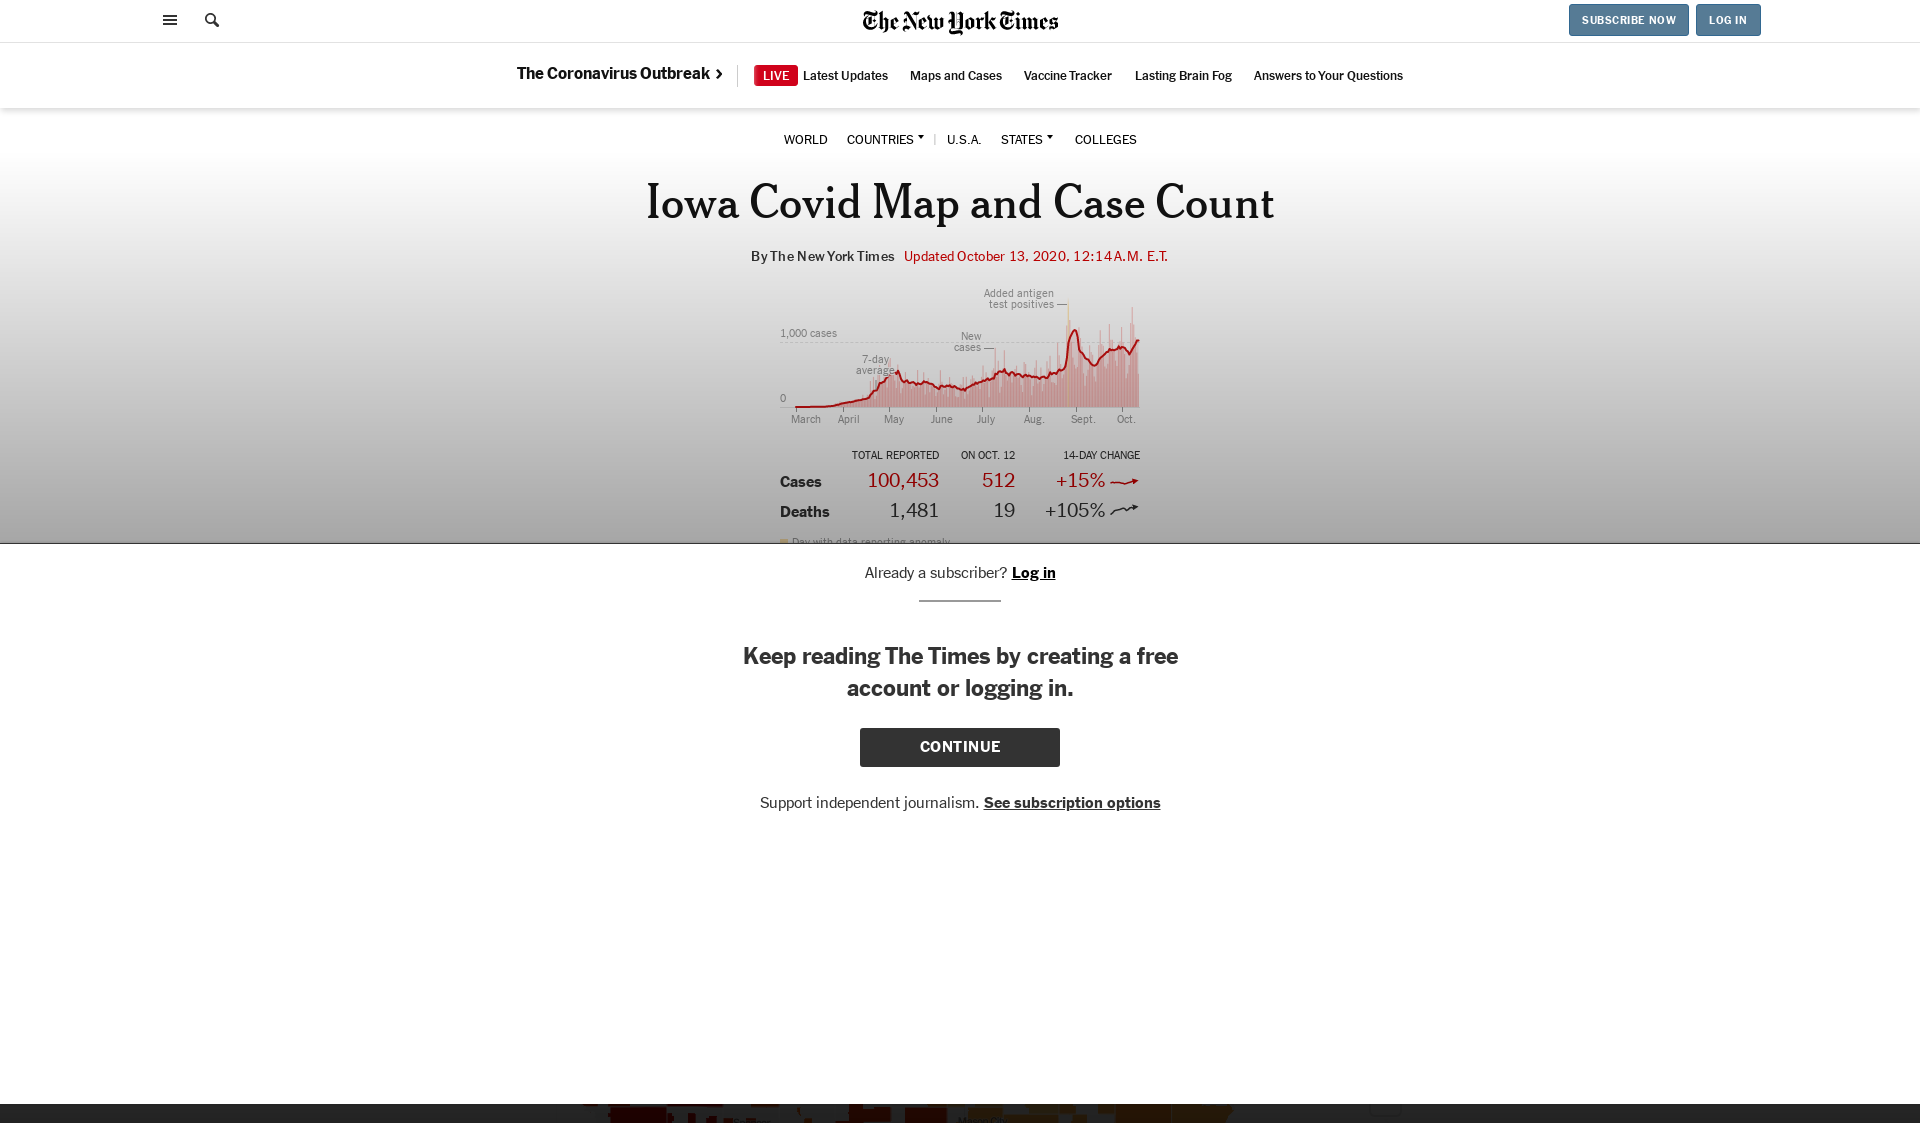 The New York Times
SUBSCRIBE NOW
LOG IN
The Coronavirus Outbreak
LIVE
Latest Updates
Maps and Cases
Vaccine Tracker
Lasting Brain Fog
Answers to Your Questions
WORLD
COUNTRIES
U.S.A.
STATES
COLLEGES
Iowa Covid Map and Case Count
By The New York Times
Updated October 13, 2020, 12:14 A.M. E.T.
Added antigen
test positives
1,000 cases
New
cases
7-day
average
0
March April May June July Aug. Sept. Oct.
TOTAL REPORTED ON OCT. 12 14-DAY CHANGE
Cases 100,453 512 +15%
Deaths 1,481 19 +105%
Day with data reporting anomaly
Already a subscriber? Log in
Keep reading The Times by creating a free
account or logging in.
CONTINUE
Support independent journalism. See subscription options